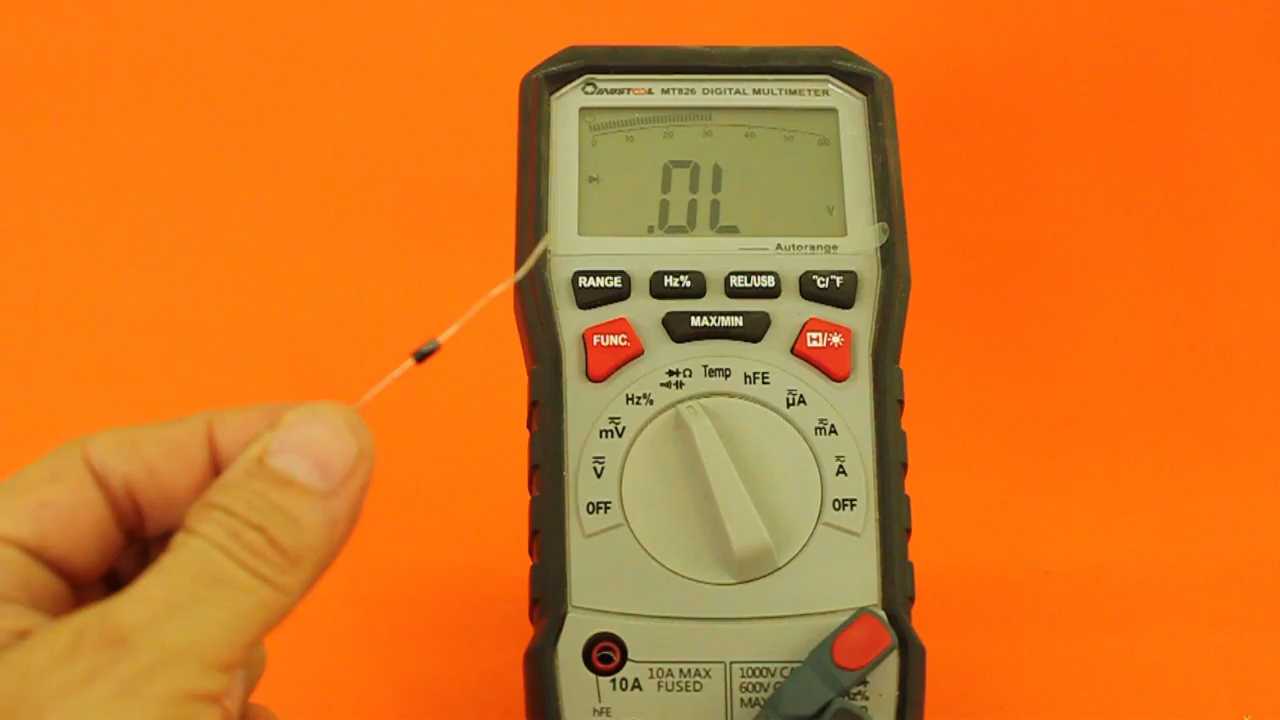 MUSTOOL MT826 DIGITAL MULTIMETER
0 10 20 30 40 50 60
.0L
V
Autorange
RANGE Hz% REL/USB °C/°F
MAX/MIN
FUNC. H/
Ω Temp hFE
Hz% μA
mV mA
V A
OFF OFF
10A MAX
FUSED
10A
hFE
1000V
600V